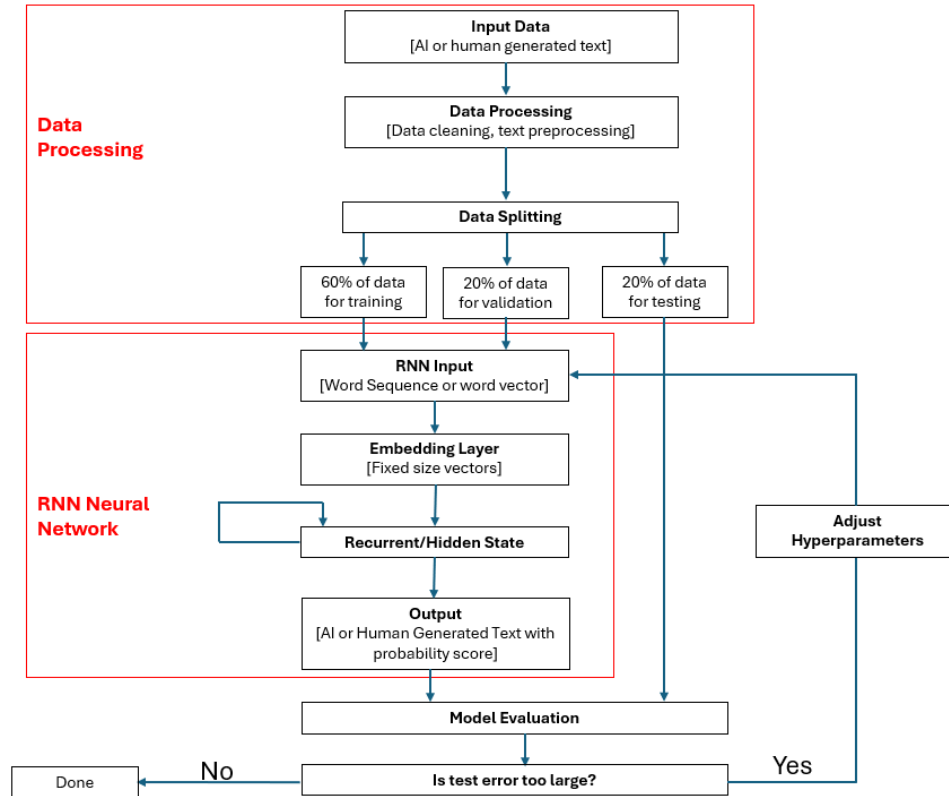 Input Data
[AI or human generated text]
Data
Processing
Data Processing
[Data cleaning, text preprocessing]
Data Splitting
60% of data
for training
20% of data
for validation
20% of data
for testing
RNN Input
[Word Sequence or word vector]
Embedding Layer
[Fixed size vectors]
RNN Neural
Network
Recurrent/Hidden State
Adjust
Hyperparameters
Output
[AI or Human Generated Text with
probability score]
Model Evaluation
Done
No
Is test error too large?
Yes